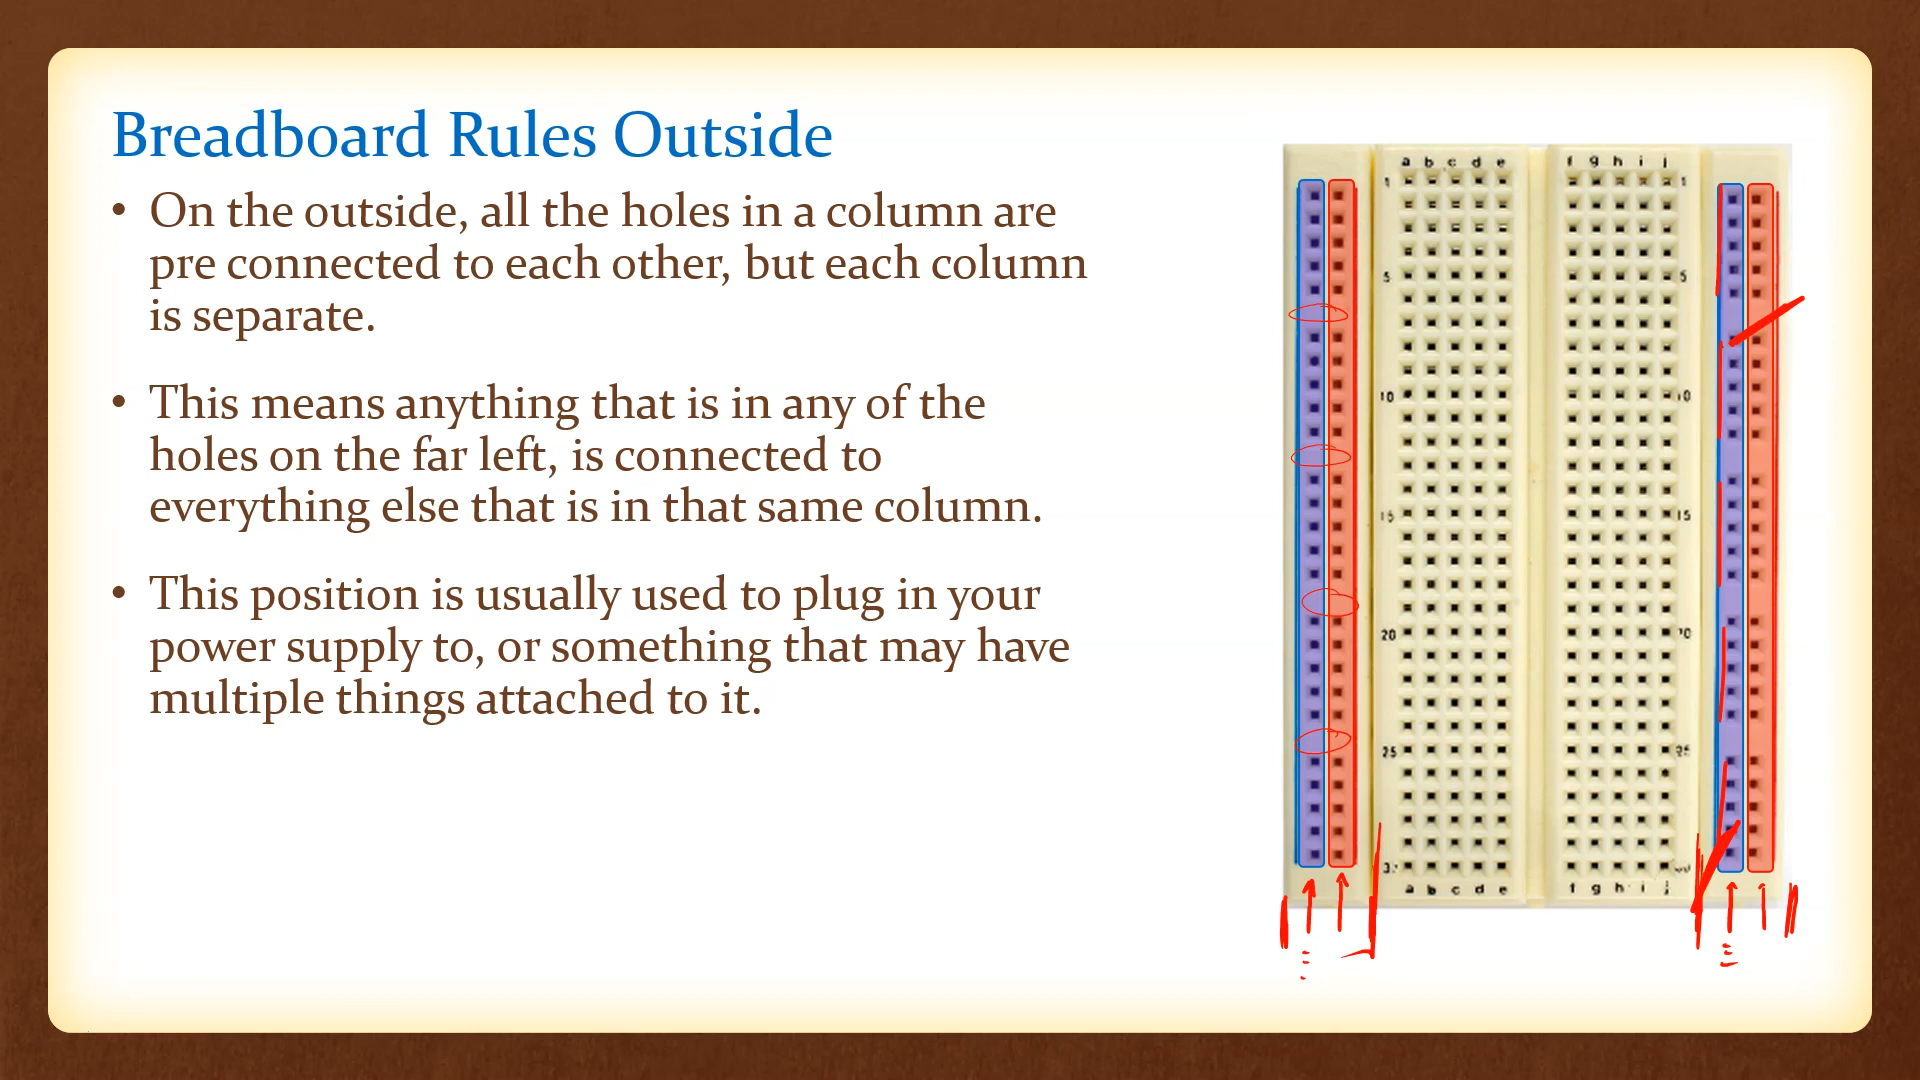 Breadboard Rules Outside
• On the outside, all the holes in a column are
pre connected to each other, but each column
is separate.
• This means anything that is in any of the
holes on the far left, is connected to
everything else that is in that same column.
• This position is usually used to plug in your
power supply to, or something that may have
multiple things attached to it.
a b c d e f g h i j
1 1
5 5
10
15 15
20
25 25
a b c d e f g h i j